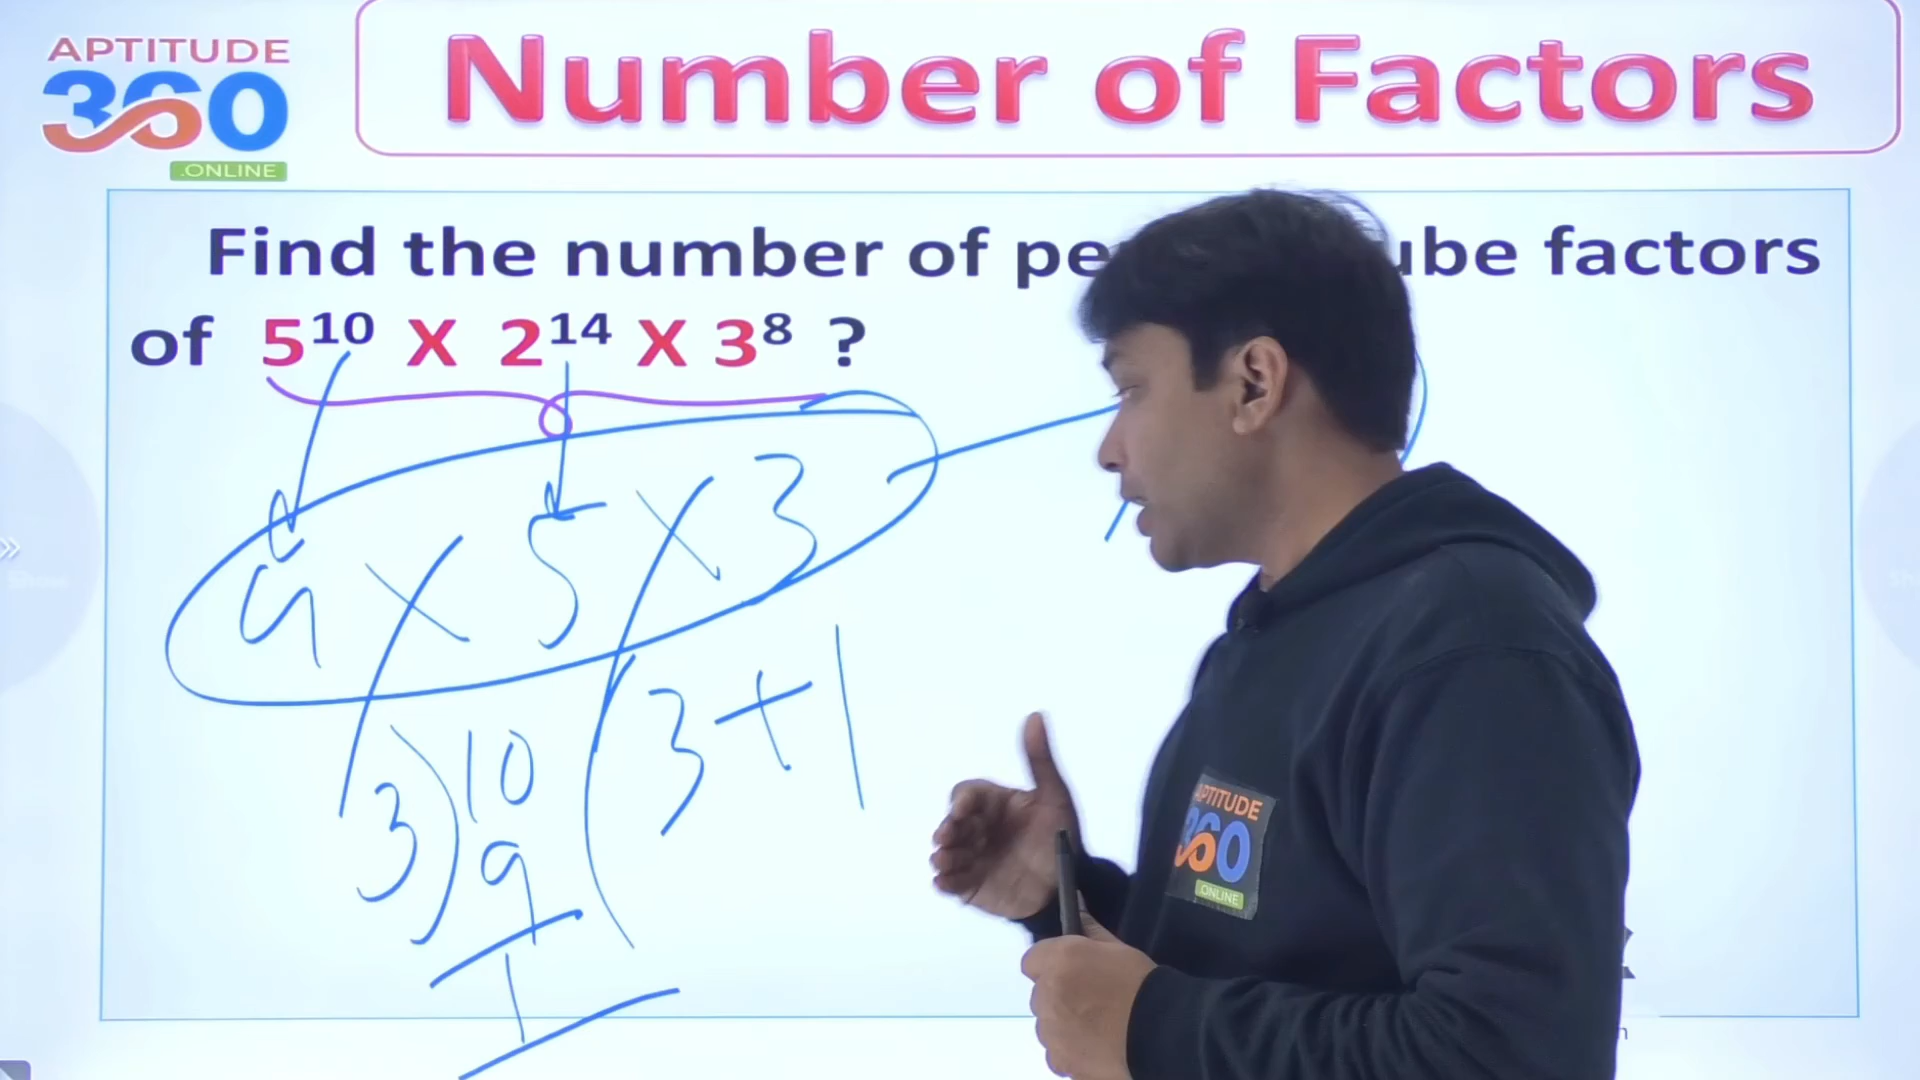 APTITUDE
360
.ONLINE
Number of Factors
Find the number of pe ube factors
of 5¹⁰ X 2¹⁴ X 3⁸ ?
4 × 5 × 3
3) 10 ( 3 + 1
9
1
APTITUDE
360
.ONLINE